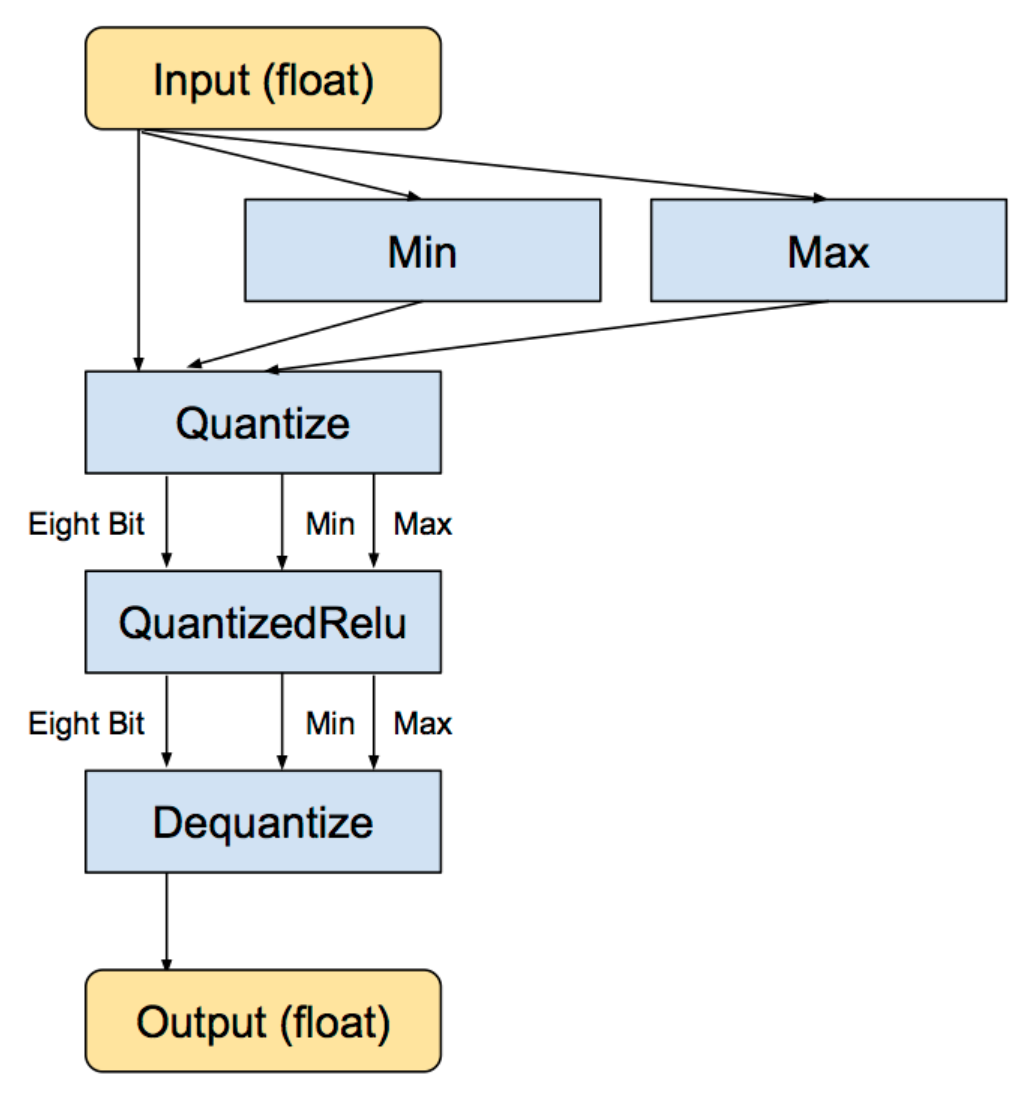 Input (float)
Min
Max
Quantize
Eight Bit
Min
Max
QuantizedRelu
Eight Bit
Min
Max
Dequantize
Output (float)